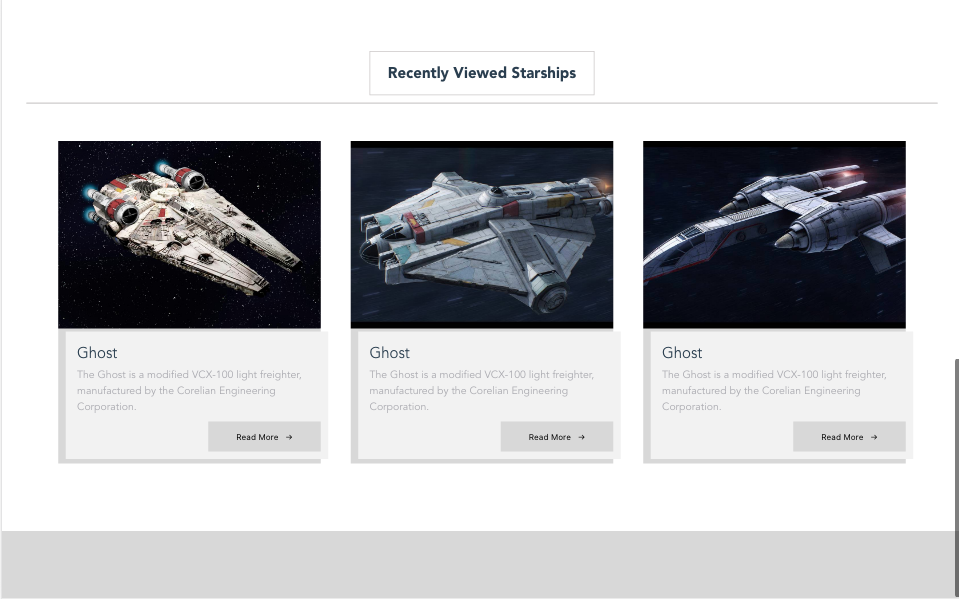 Recently Viewed Starships
Ghost
The Ghost is a modified VCX-100 light freighter,
manufactured by the Corelian Engineering
Corporation.
Read More →
Ghost
The Ghost is a modified VCX-100 light freighter,
manufactured by the Corelian Engineering
Corporation.
Read More →
Ghost
The Ghost is a modified VCX-100 light freighter,
manufactured by the Corelian Engineering
Corporation.
Read More →